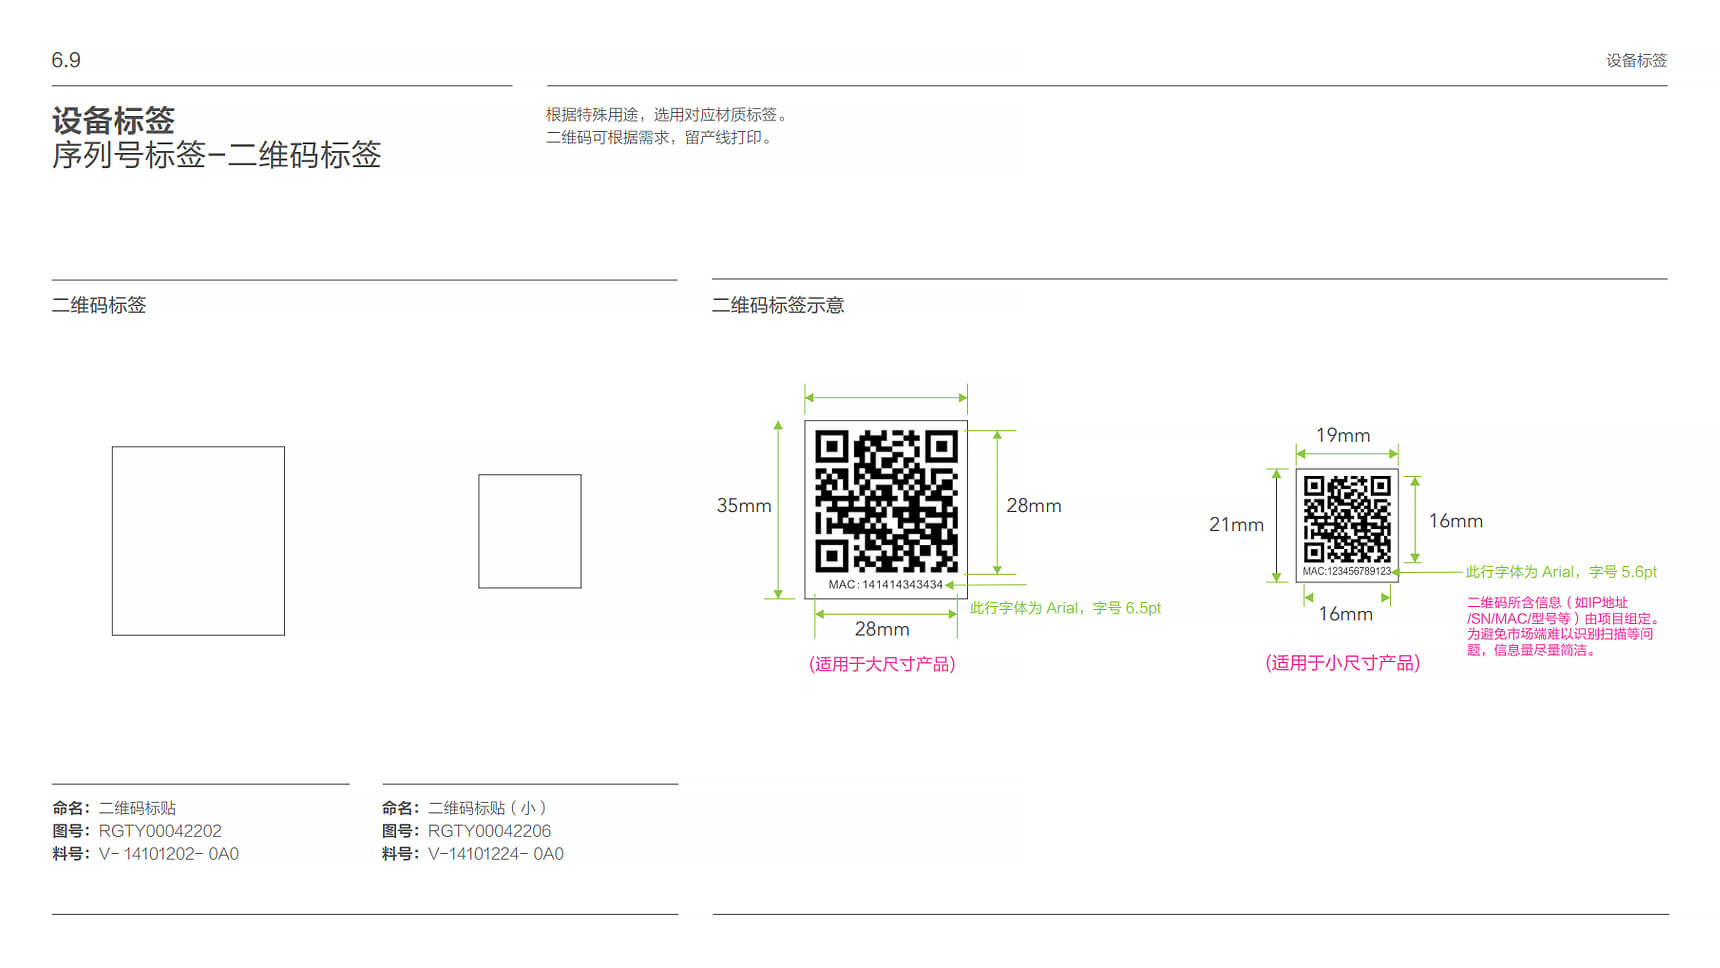 6.9
设备标签
设备标签
序列号标签-二维码标签
根据特殊用途，选用对应材质标签。
二维码可根据需求，留产线打印。
二维码标签
二维码标签示意
35mm
28mm
MAC : 141414343434
此行字体为 Arial，字号 6.5pt
28mm
(适用于大尺寸产品)
19mm
21mm
16mm
MAC:123456789123
此行字体为 Arial，字号 5.6pt
16mm
二维码所含信息（如IP地址
/SN/MAC/型号等）由项目组定。
为避免市场端难以识别扫描等问
题，信息量尽量简洁。
(适用于小尺寸产品)
命名：二维码标贴
图号：RGTY00042202
料号：V- 14101202- 0A0
命名：二维码标贴（小）
图号：RGTY00042206
料号：V-14101224- 0A0